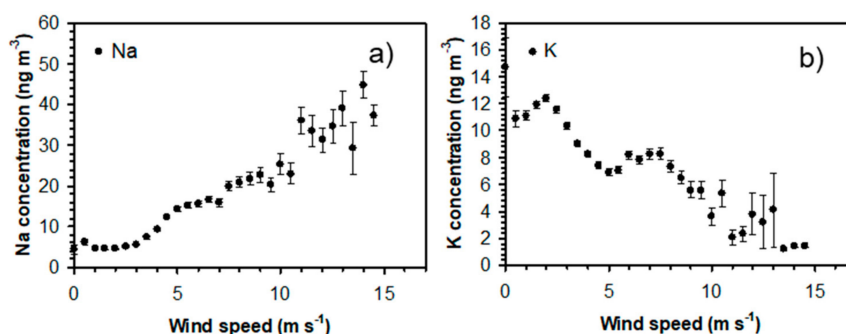 60
50
40
30
20
10
0
Na
a)
Na concentration (ng m⁻³)
0 5 10 15
Wind speed (m s⁻¹)
18
16
14
12
10
8
6
4
2
0
K
b)
K concentration (ng m⁻³)
0 5 10 15
Wind speed (m s⁻¹)